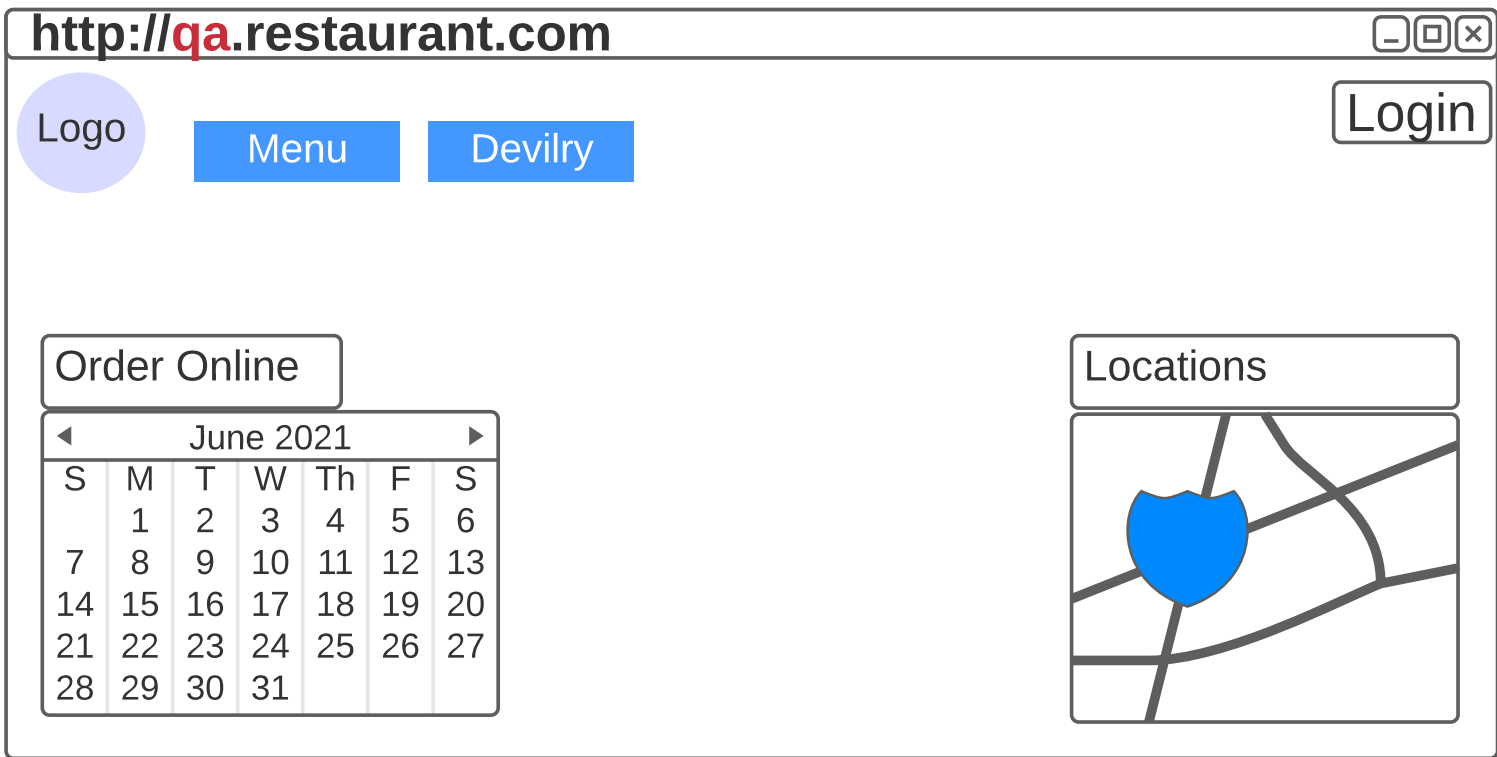 http://qa.restaurant.com
Logo
Menu
Devilry
Login
Order Online
June 2021
S M T W Th F S
1 2 3 4 5 6
7 8 9 10 11 12 13
14 15 16 17 18 19 20
21 22 23 24 25 26 27
28 29 30 31
Locations